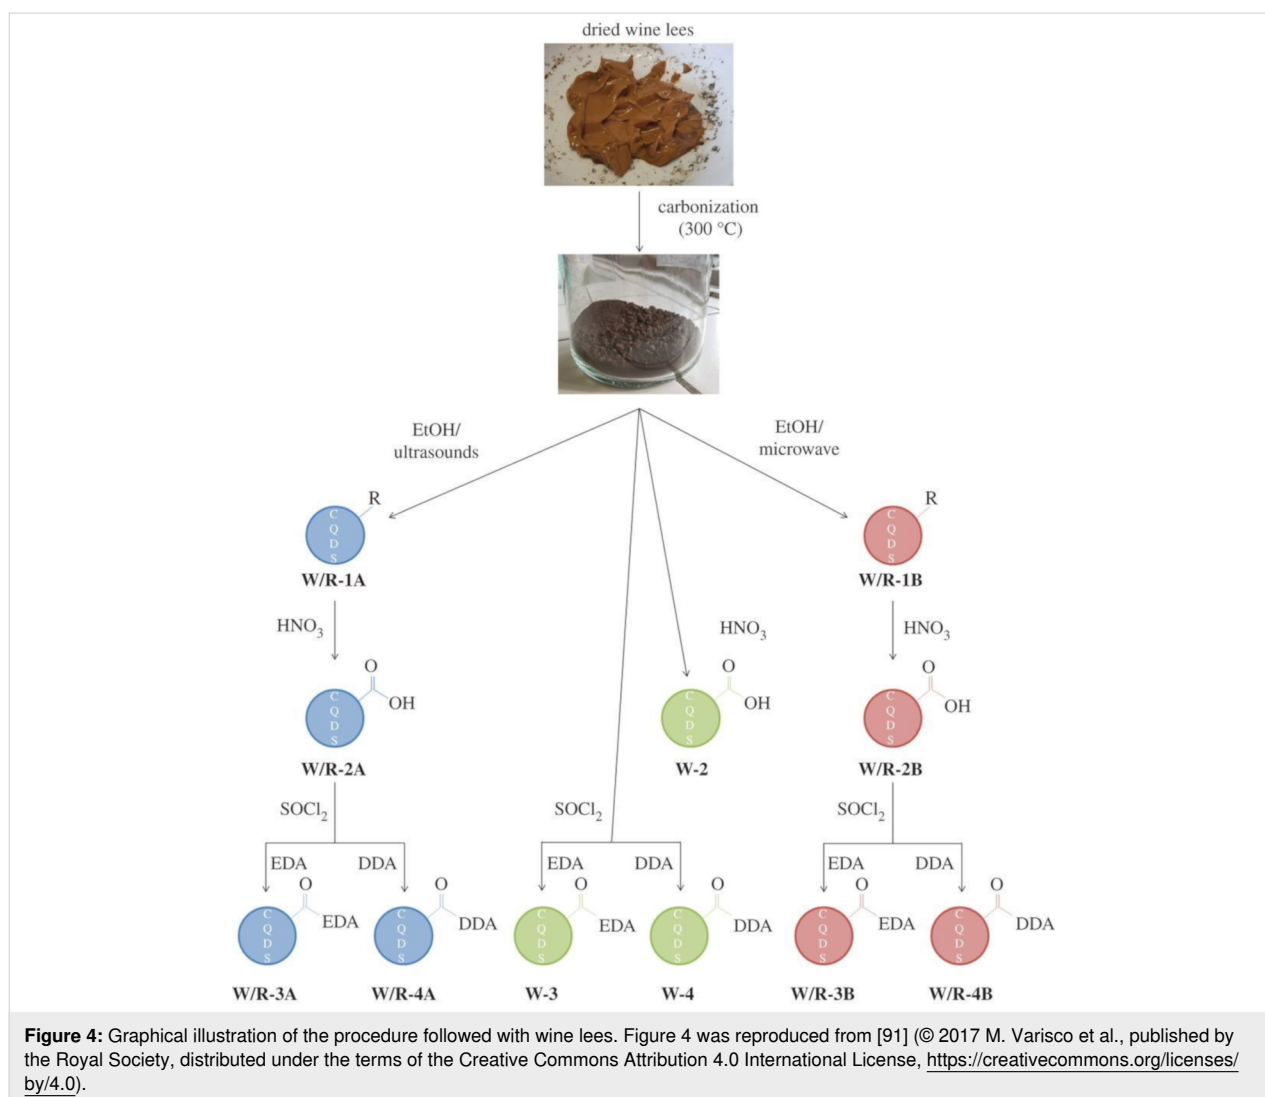 dried wine lees
carbonization
(300 °C)
EtOH/
ultrasounds
EtOH/
microwave
R
C
Q
D
S
W/R-1A
R
C
Q
D
S
W/R-1B
HNO3
HNO3
HNO3
O
OH
C
Q
D
S
W/R-2A
O
OH
C
Q
D
S
W-2
O
OH
C
Q
D
S
W/R-2B
SOCl2
SOCl2
SOCl2
EDA
DDA
EDA
DDA
EDA
DDA
O
EDA
C
Q
D
S
W/R-3A
O
DDA
C
Q
D
S
W/R-4A
O
EDA
C
Q
D
S
W-3
O
DDA
C
Q
D
S
W-4
O
EDA
C
Q
D
S
W/R-3B
O
DDA
C
Q
D
S
W/R-4B
Figure 4: Graphical illustration of the procedure followed with wine lees. Figure 4 was reproduced from [91] (© 2017 M. Varisco et al., published by
the Royal Society, distributed under the terms of the Creative Commons Attribution 4.0 International License, https://creativecommons.org/licenses/
by/4.0).